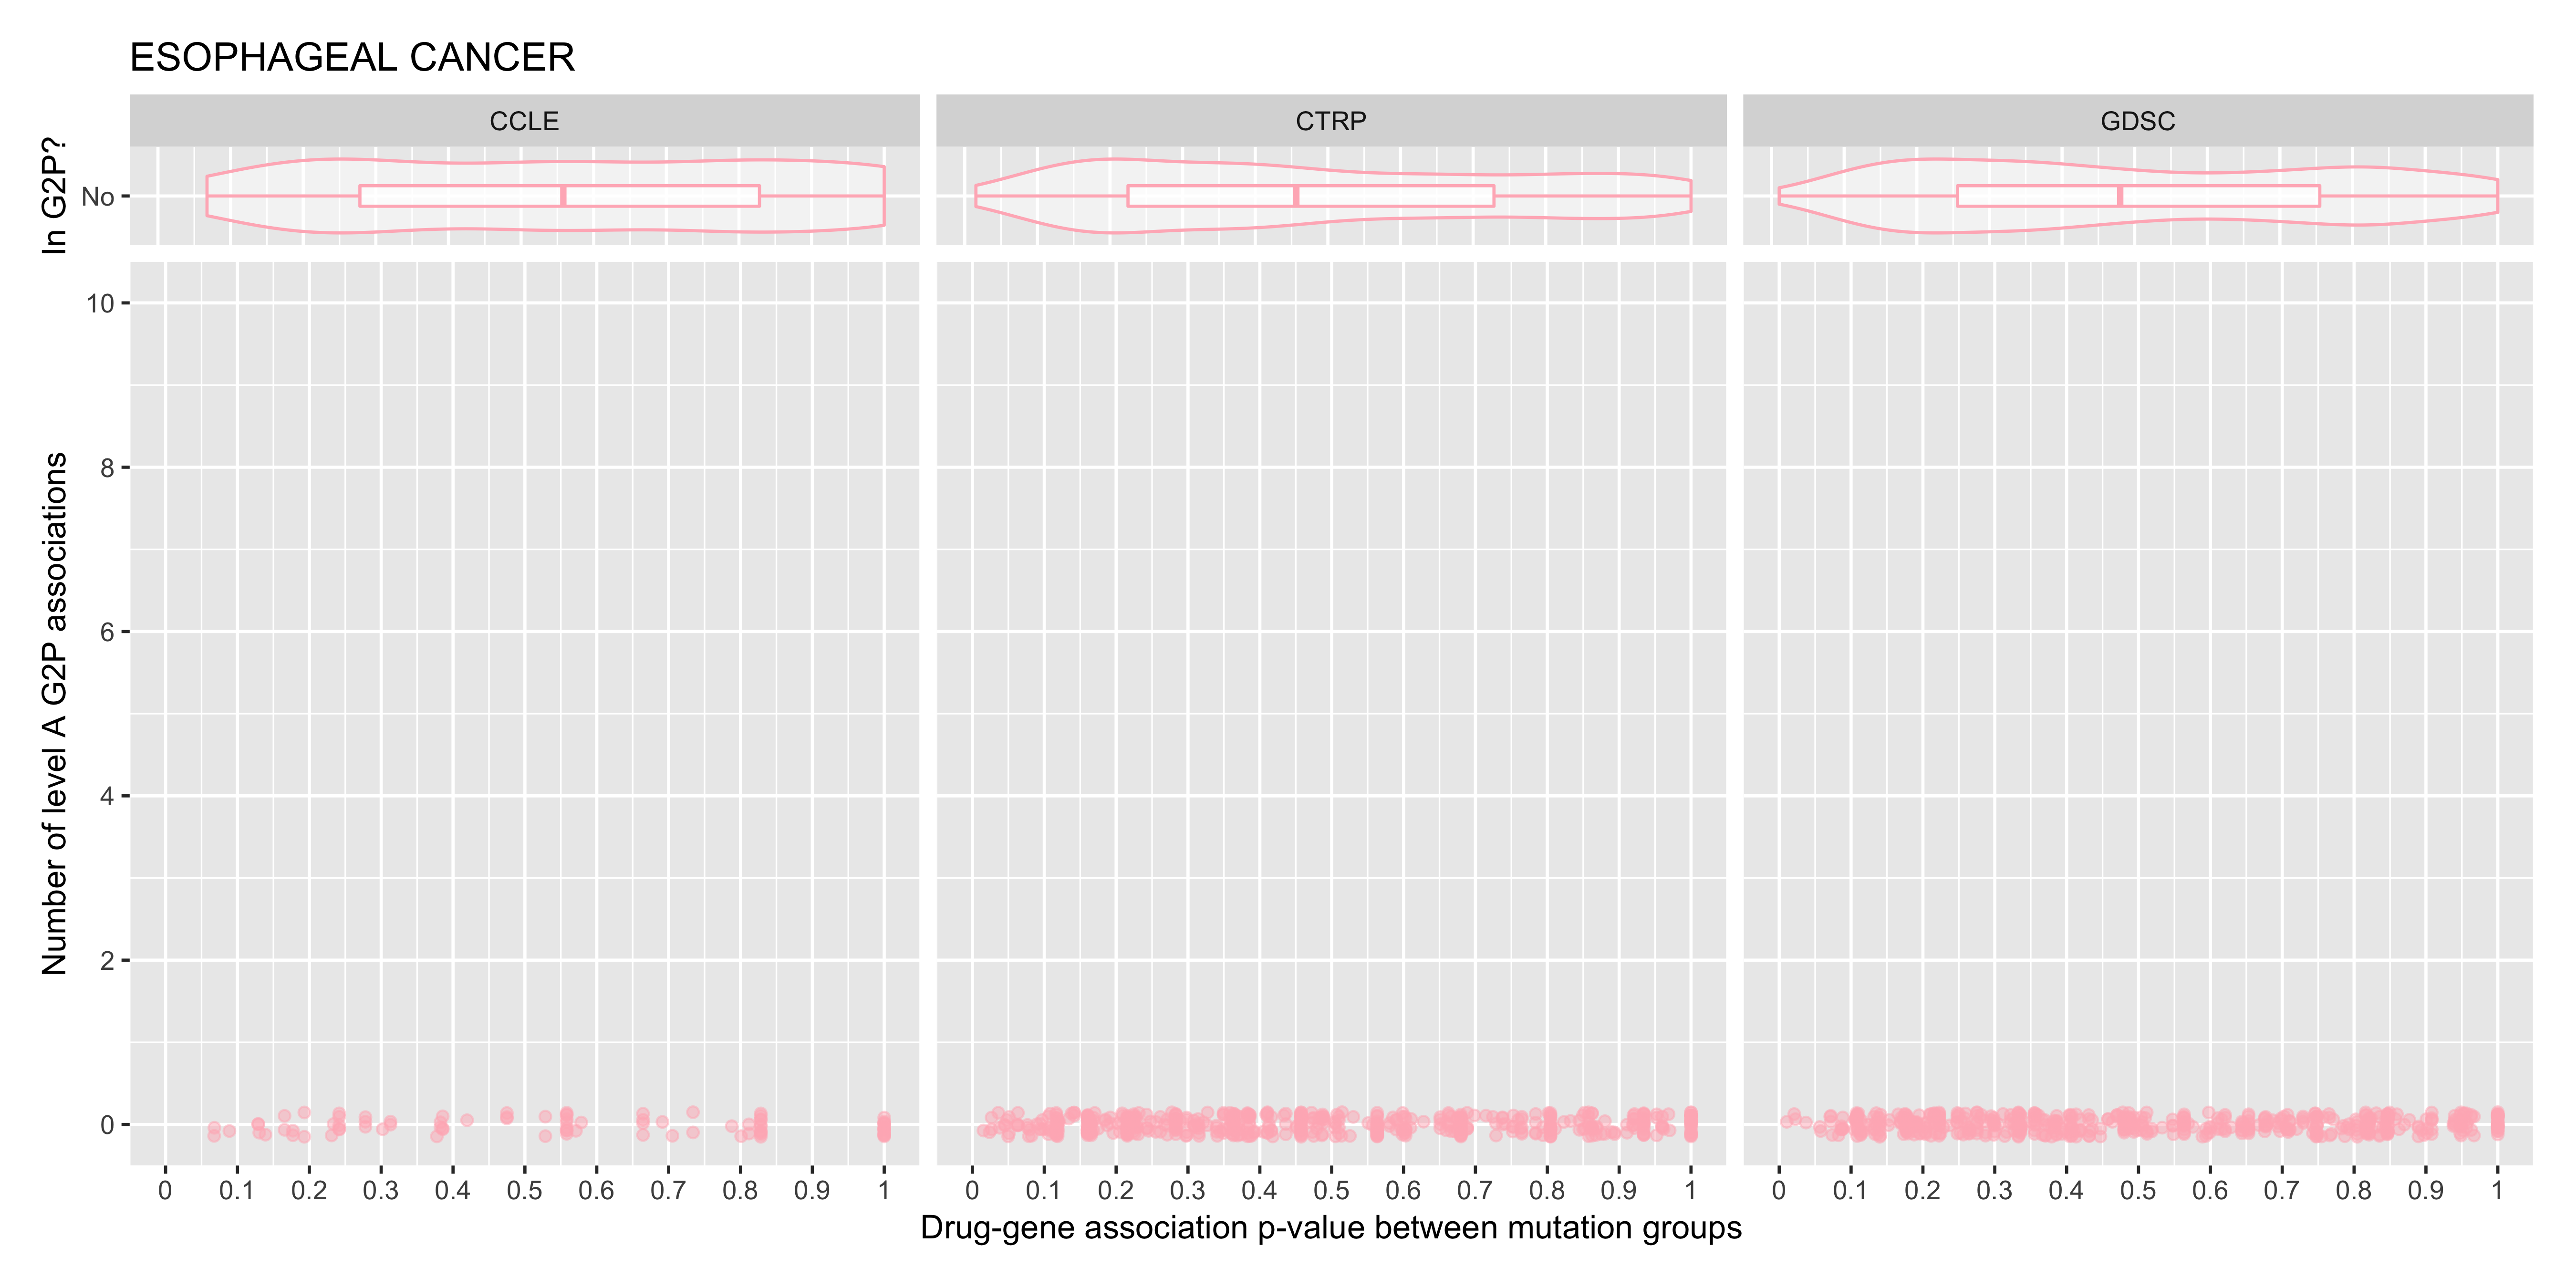 ESOPHAGEAL CANCER
CCLE CTRP GDSC
In G2P?
No
Number of level A G2P associations
10
8
6
4
2
0
0 0.1 0.2 0.3 0.4 0.5 0.6 0.7 0.8 0.9 1 0 0.1 0.2 0.3 0.4 0.5 0.6 0.7 0.8 0.9 1 0 0.1 0.2 0.3 0.4 0.5 0.6 0.7 0.8 0.9 1
Drug-gene association p-value between mutation groups